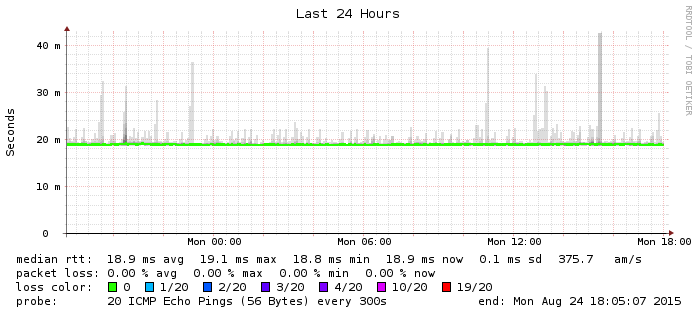 Last 24 Hours
RRDTOOL / TOBI OETIKER
Seconds
40 m
30 m
20 m
10 m
0
Mon 00:00 Mon 06:00 Mon 12:00 Mon 18:00
median rtt: 18.9 ms avg 19.1 ms max 18.8 ms min 18.9 ms now 0.1 ms sd 375.7 am/s
packet loss: 0.00 % avg 0.00 % max 0.00 % min 0.00 % now
loss color: 0 1/20 2/20 3/20 4/20 10/20 19/20
probe: 20 ICMP Echo Pings (56 Bytes) every 300s end: Mon Aug 24 18:05:07 2015